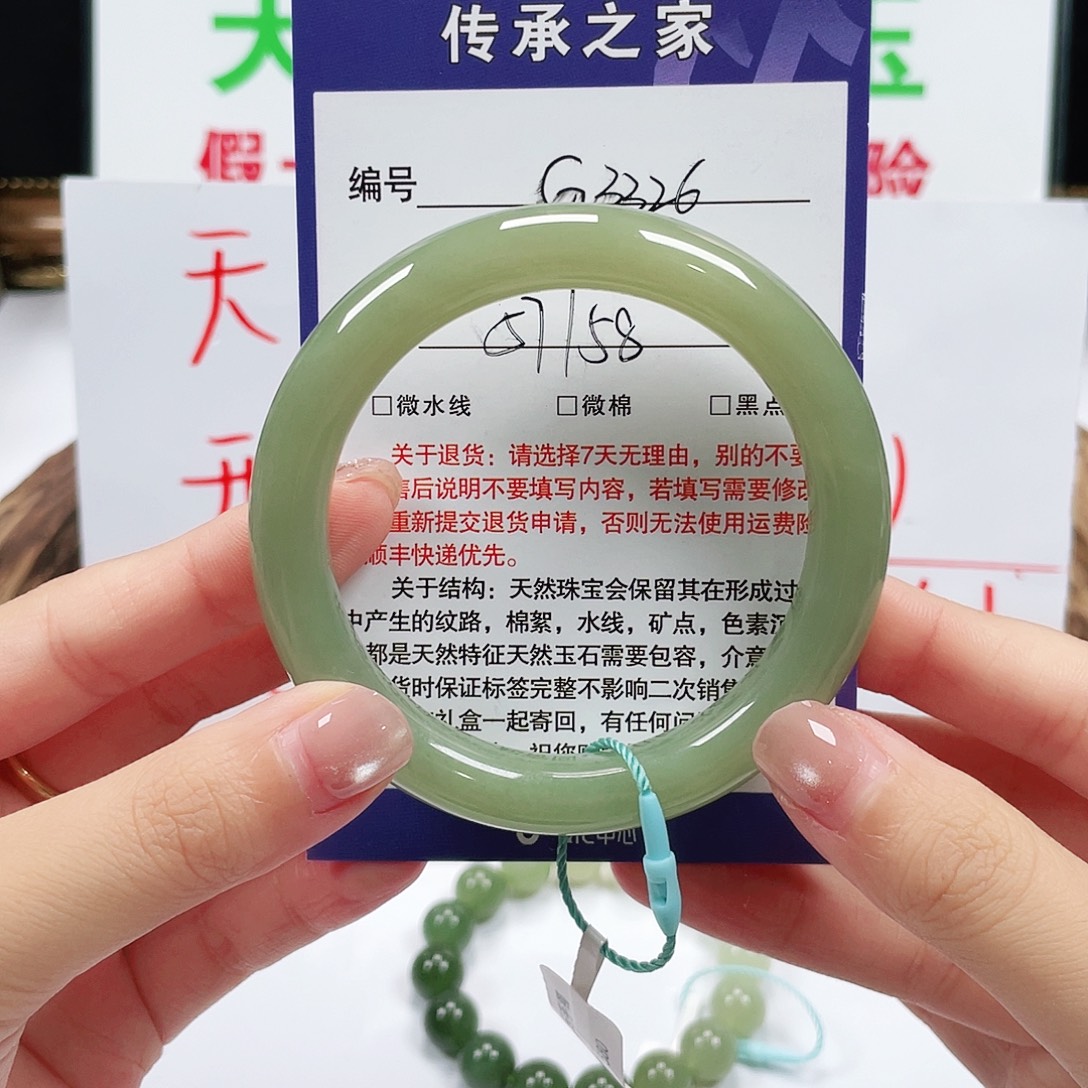 传承之家
编号 G2226
57/58
□微水线 □微棉 □黑点
关于退货：请选择7天无理由，别的不要
售后说明不要填写内容，若填写需要修改
重新提交退货申请，否则无法使用运费险
顺丰快递优先。
关于结构：天然珠宝会保留其在形成过
中产生的纹路，棉絮，水线，矿点，色素沉
都是天然特征天然玉石需要包容，介意
货时保证标签完整不影响二次销售
礼盒一起寄回，有任何问
祝您
假
险
天